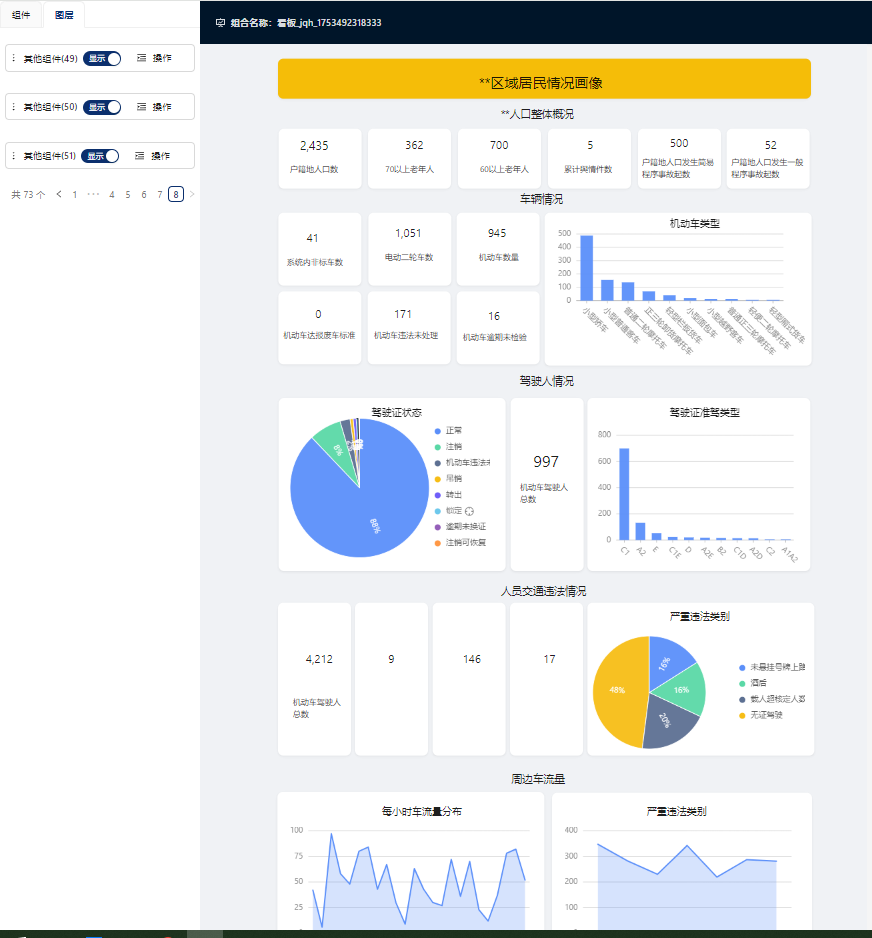 组件
图层
组合名称：看板_jqh_1753492318333
其他组件(49)
显示
操作
其他组件(50)
显示
操作
其他组件(51)
显示
操作
共 73 个 < 1 ··· 4 5 6 7 8 >
**区域居民情况画像
**人口整体概况
2,435
户籍地人口数
362
70以上老年人
700
60以上老年人
5
累计舆情件数
500
户籍地人口发生简易
程序事故起数
52
户籍地人口发生一般
程序事故起数
车辆情况
41
系统内非标车数
1,051
电动二轮车数
945
机动车数量
0
机动车达报废车标准
171
机动车违法未处理
16
机动车逾期未检验
机动车类型
500
400
300
200
100
0
小型轿车
小型普通客车
普通二轮摩托车
正三轮载货摩托车
轻型栏板货车
小型面包车
小型越野客车
普通正三轮摩托车
轻便二轮摩托车
轻型厢式货车
驾驶人情况
驾驶证状态
88%
8%
正常
注销
机动车违法未
吊销
转出
锁定
逾期未换证
注销可恢复
997
机动车驾驶人
总数
驾驶证准驾类型
800
600
400
200
0
C1
A2
E
C1E
D
A2E
B2
C1D
A2D
C2
A1A2
人员交通违法情况
4,212
机动车驾驶人
总数
9
146
17
严重违法类别
16%
16%
20%
48%
未悬挂号牌上路
酒后
载人超核定人数
无证驾驶
周边车流量
每小时车流量分布
100
75
50
25
严重违法类别
400
300
200
100